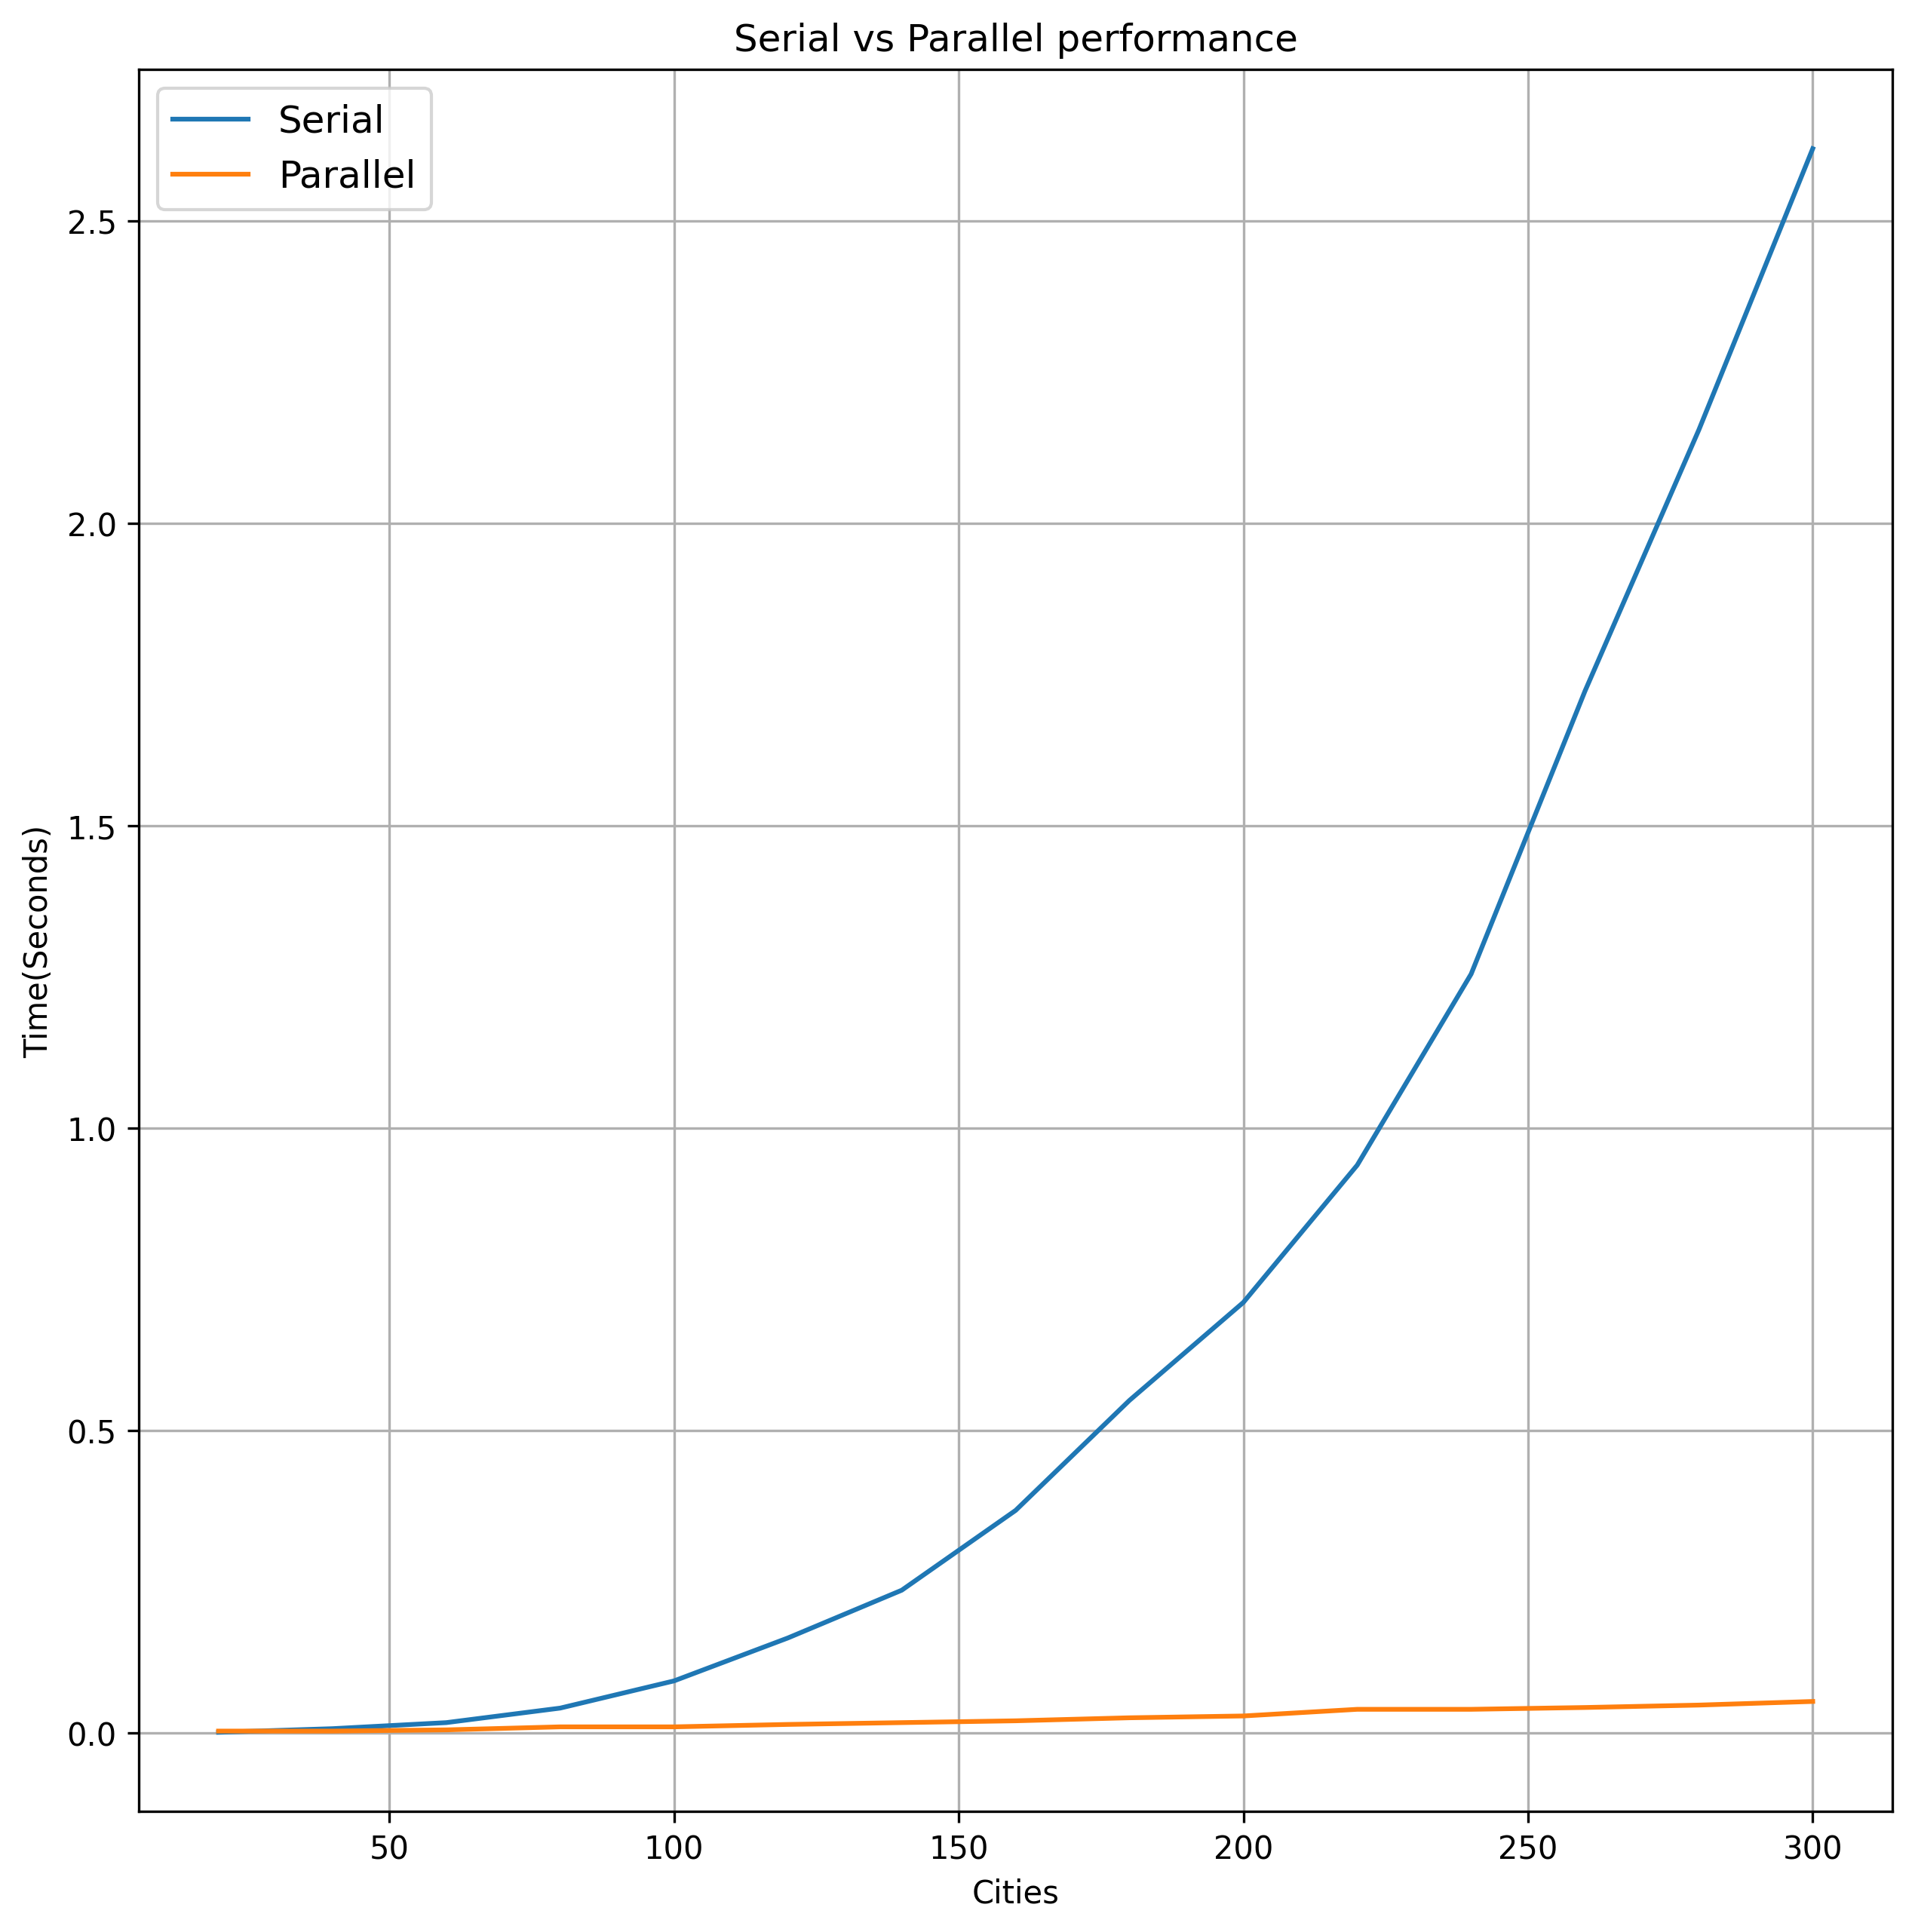 Serial vs Parallel performance
Serial
Parallel
2.5
2.0
1.5
1.0
0.5
0.0
Time(Seconds)
50 100 150 200 250 300
Cities